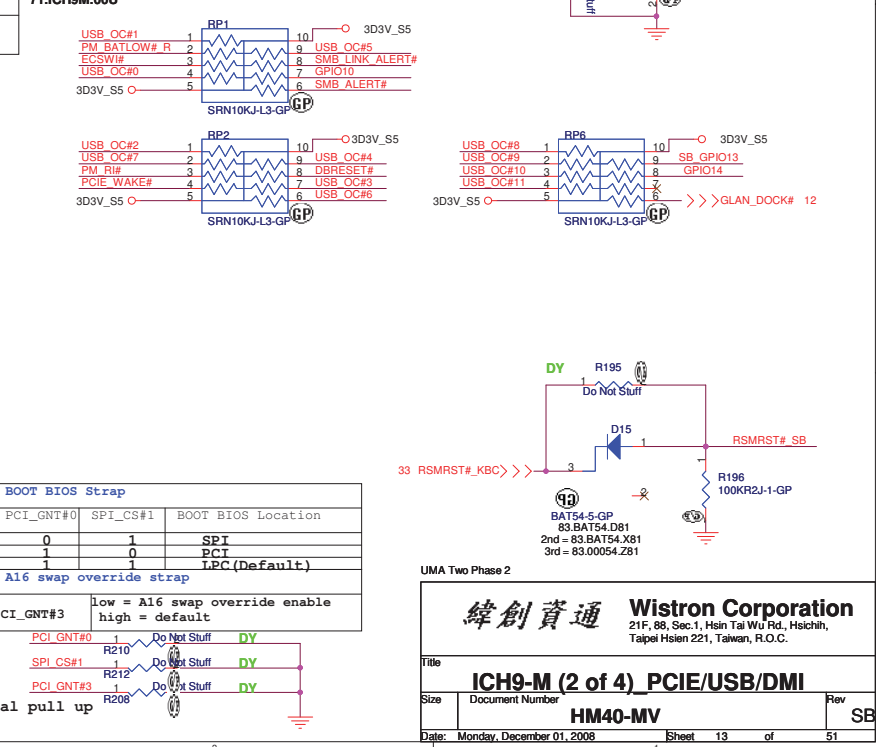 71.ICH9M.00U
Stuff
2
RP1
USB_OC#1 1 10 3D3V_S5
PM_BATLOW#_R 2 9 USB_OC#5
ECSWI# 3 8 SMB_LINK_ALERT#
USB_OC#0 4 7 GPIO10
3D3V_S5 5 6 SMB_ALERT#
SRN10KJ-L3-GP GP
RP2
USB_OC#2 1 10 3D3V_S5
USB_OC#7 2 9 USB_OC#4
PM_RI# 3 8 DBRESET#
PCIE_WAKE# 4 7 USB_OC#3
3D3V_S5 5 6 USB_OC#6
SRN10KJ-L3-GP GP
RP6
USB_OC#8 1 10 3D3V_S5
USB_OC#9 2 9 SB_GPIO13
USB_OC#10 3 8 GPIO14
USB_OC#11 4 7
3D3V_S5 5 6 GLAN_DOCK# 12
SRN10KJ-L3-GP GP
DY R195
1
Do Not Stuff
D15
1 RSMRST#_SB
33 RSMRST#_KBC 3
1
R196
100KR2J-1-GP
2
GP
BAT54-5-GP
83.BAT54.D81
2nd = 83.BAT54.X81
3rd = 83.00054.Z81
BOOT BIOS Strap
PCI_GNT#0 SPI_CS#1 BOOT BIOS Location
0 1 SPI
1 0 PCI
1 1 LPC(Default)
A16 swap override strap
CI_GNT#3 low = A16 swap override enable
high = default
PCI_GNT#0 1 Do Not Stuff DY
R210
SPI_CS#1 1 Do Not Stuff DY
R212
PCI_GNT#3 1 Do Not Stuff DY
R208
al pull up
UMA Two Phase 2
緯創資通 Wistron Corporation
21F, 88, Sec.1, Hsin Tai Wu Rd., Hsichih,
Taipei Hsien 221, Taiwan, R.O.C.
Title
ICH9-M (2 of 4)_PCIE/USB/DMI
Size Document Number Rev
HM40-MV SB
Date: Monday, December 01, 2008 Sheet 13 of 51